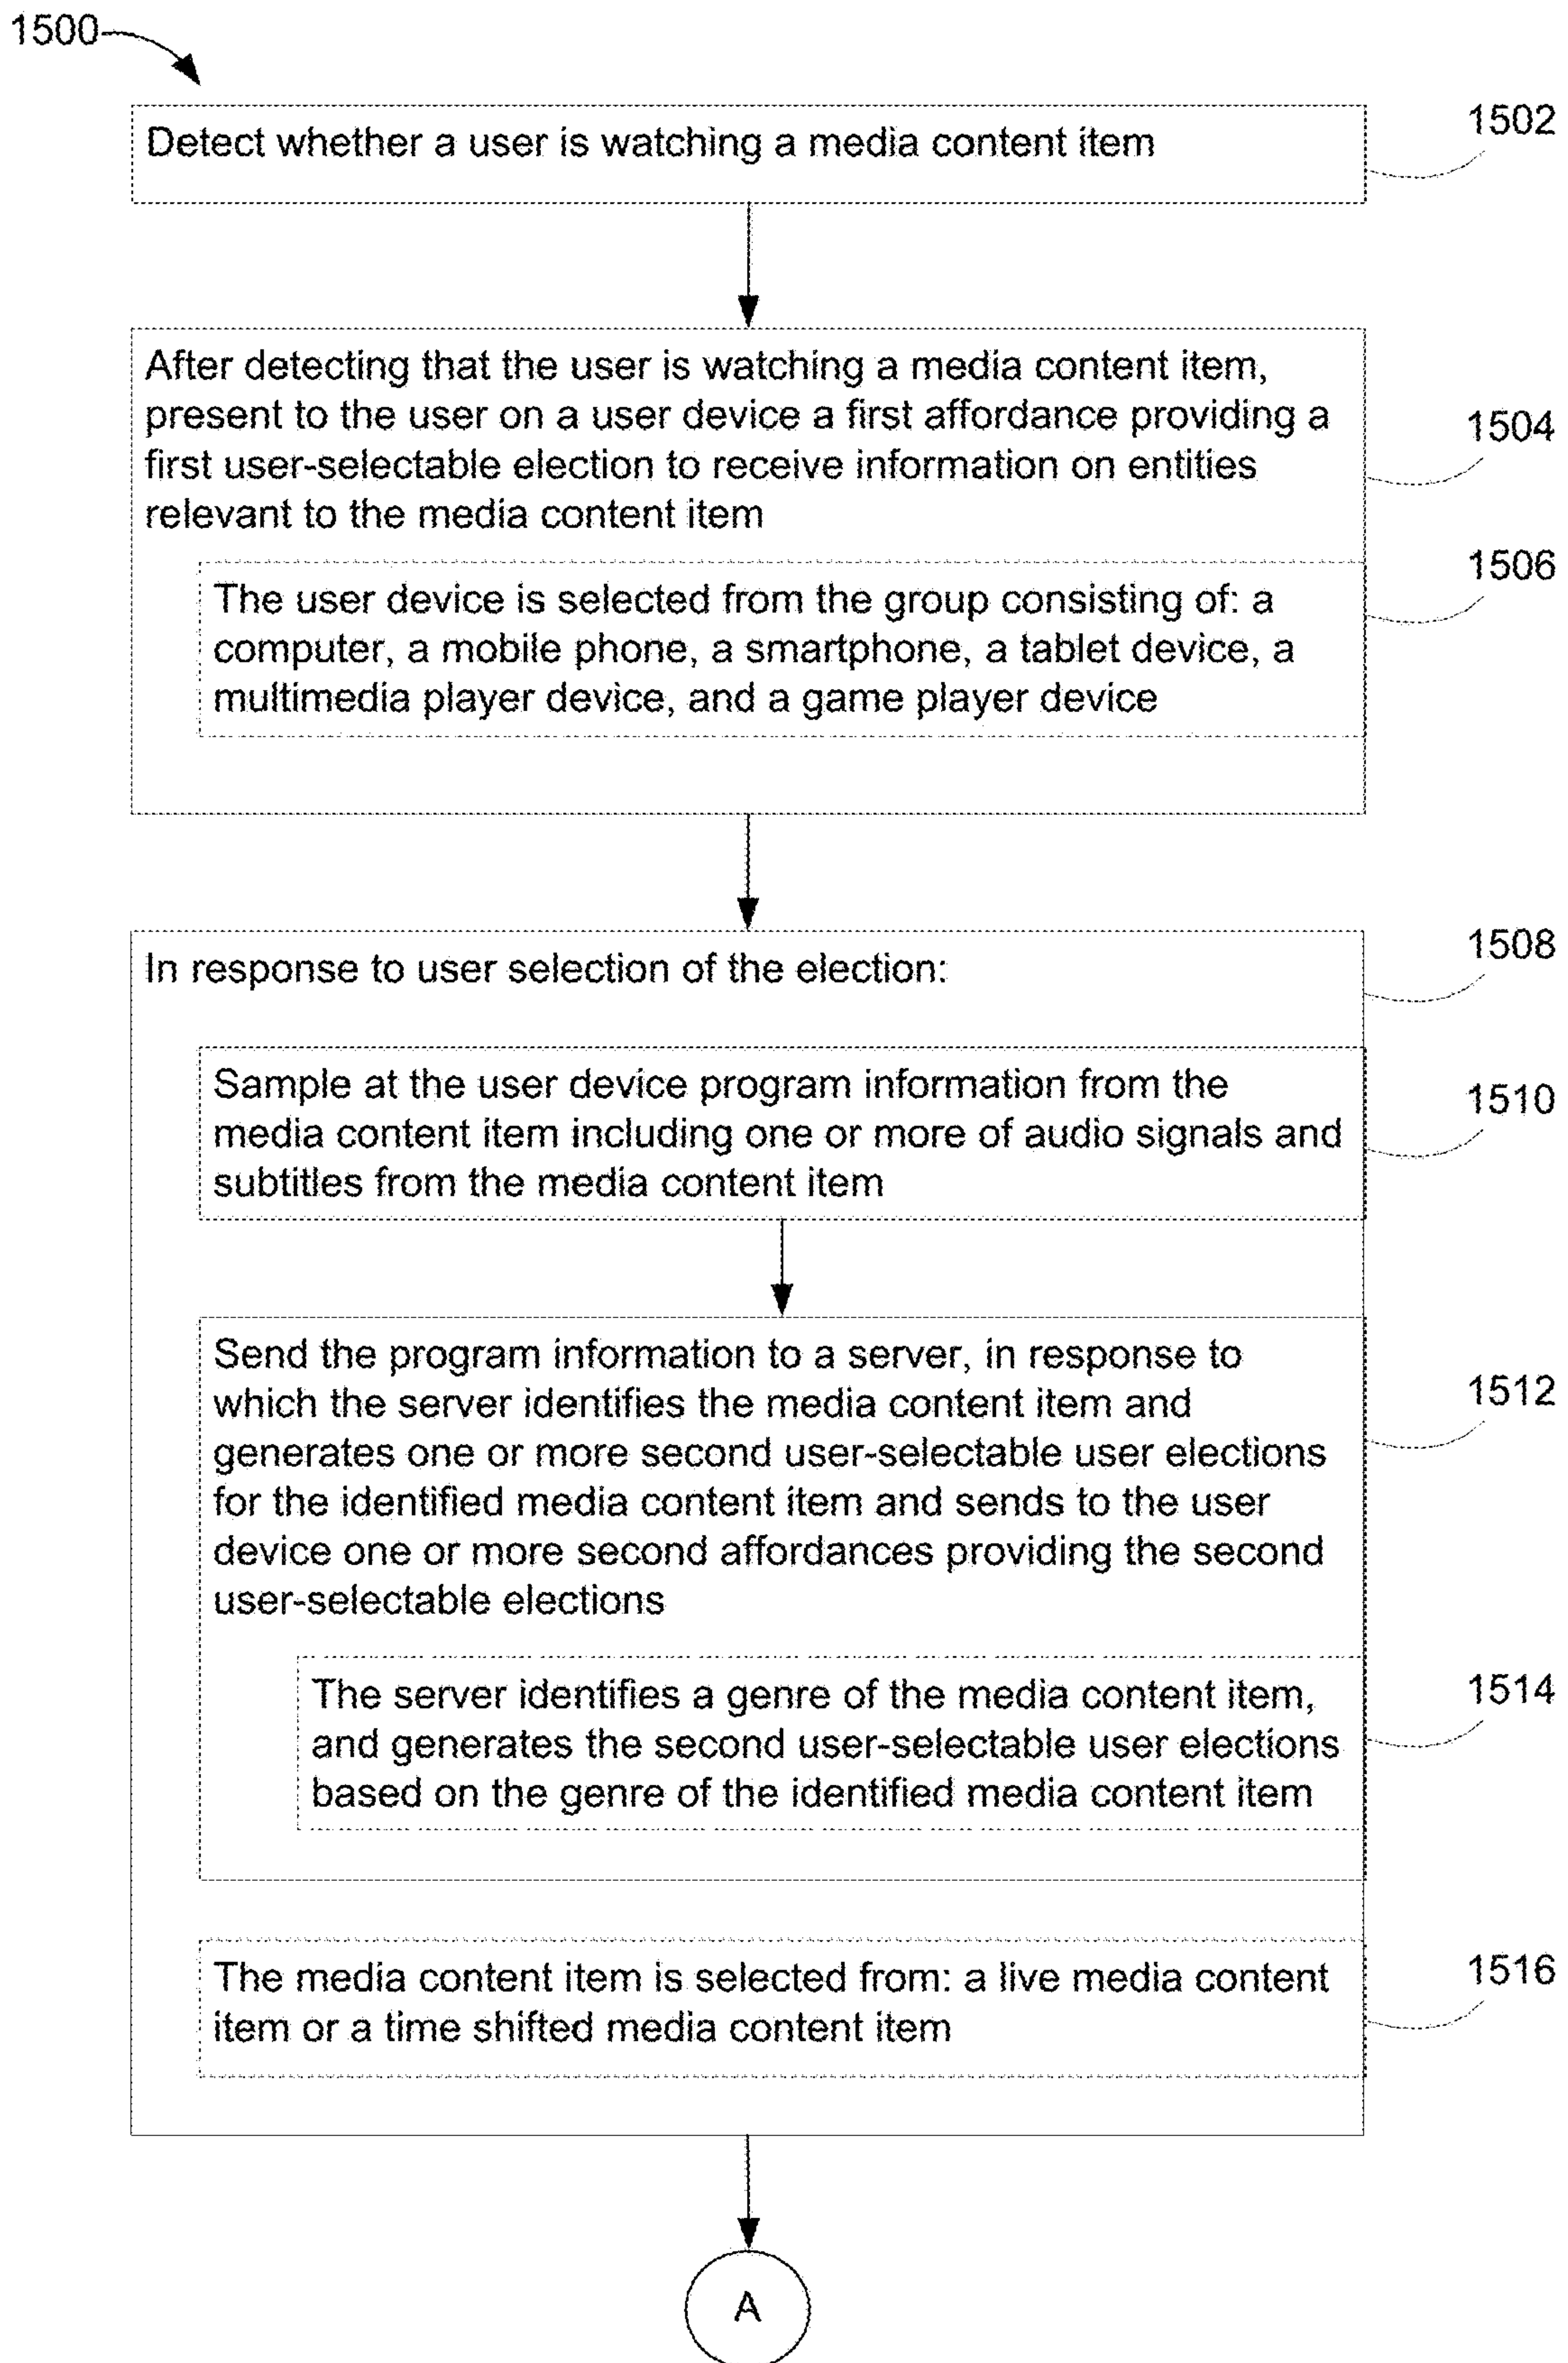 1500
Detect whether a user is watching a media content item
1502
After detecting that the user is watching a media content item,
present to the user on a user device a first affordance providing a
first user-selectable election to receive information on entities
relevant to the media content item
1504
The user device is selected from the group consisting of: a
computer, a mobile phone, a smartphone, a tablet device, a
multimedia player device, and a game player device
1506
In response to user selection of the election:
1508
Sample at the user device program information from the
media content item including one or more of audio signals and
subtitles from the media content item
1510
Send the program information to a server, in response to
which the server identifies the media content item and
generates one or more second user-selectable user elections
for the identified media content item and sends to the user
device one or more second affordances providing the second
user-selectable elections
1512
The server identifies a genre of the media content item,
and generates the second user-selectable user elections
based on the genre of the identified media content item
1514
The media content item is selected from: a live media content
item or a time shifted media content item
1516
A